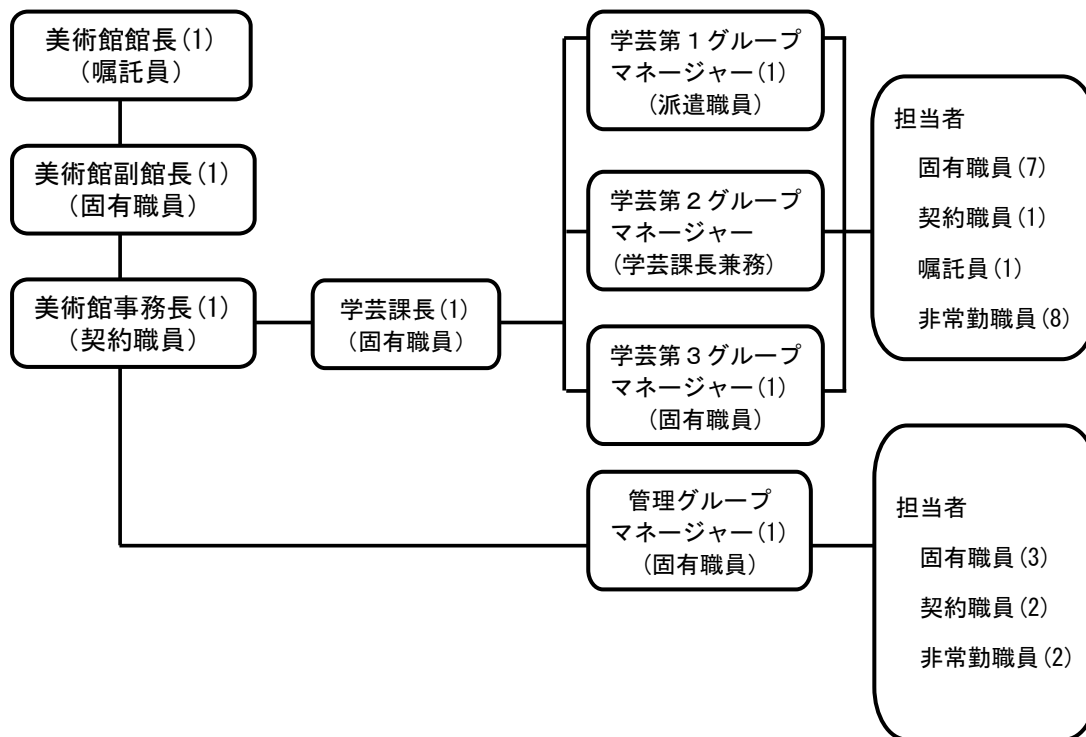 美術館館長(1)
(嘱託員)
美術館副館長(1)
(固有職員)
美術館事務長(1)
(契約職員)
学芸課長(1)
(固有職員)
学芸第１グループ
マネージャー(1)
(派遣職員)
学芸第２グループ
マネージャー
(学芸課長兼務)
学芸第３グループ
マネージャー(1)
(固有職員)
管理グループ
マネージャー(1)
(固有職員)
担当者
固有職員(7)
契約職員(1)
嘱託員(1)
非常勤職員(8)
担当者
固有職員(3)
契約職員(2)
非常勤職員(2)